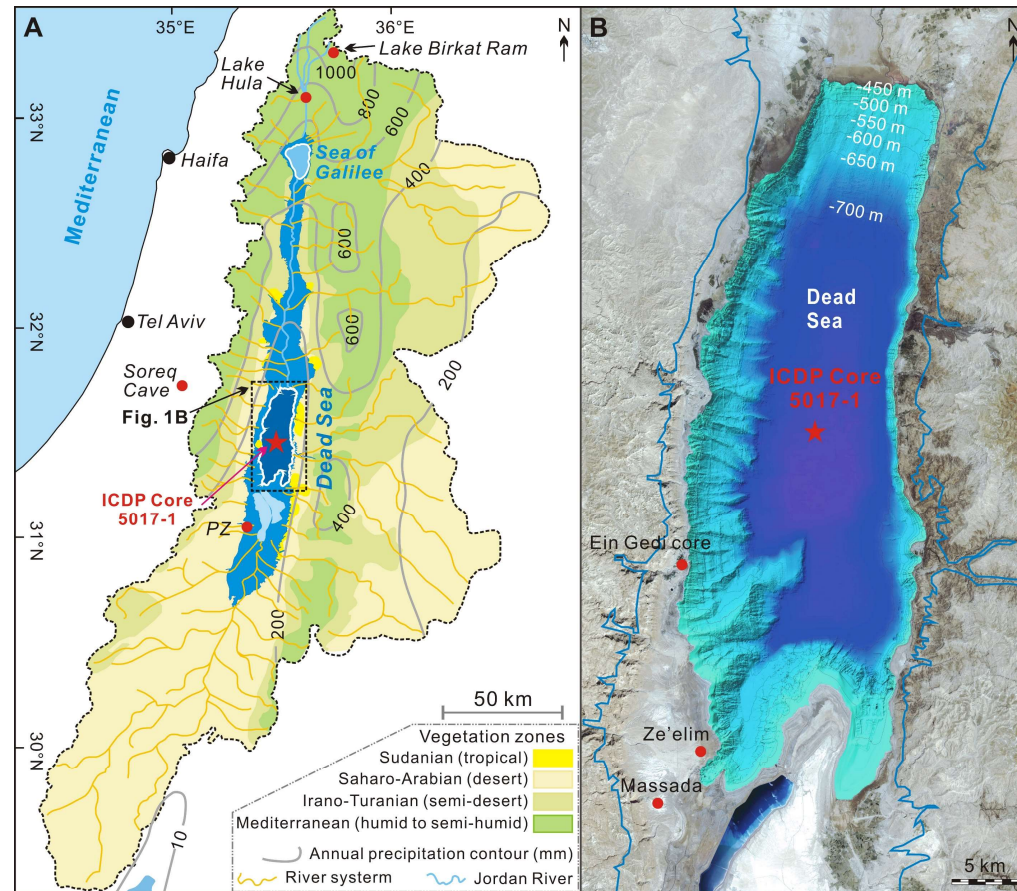 A
35°E
36°E
N
Lake Birkat Ram
Lake
Hula
1000
800
600
400
33°N
Haifa
Sea of
Galilee
Mediterranean
600
32°N
Tel Aviv
600
200
Soreq
Cave
Fig. 1B
Dead Sea
ICDP Core
5017-1
PZ
400
31°N
200
50 km
30°N
10
Vegetation zones
Sudanian (tropical)
Saharo-Arabian (desert)
Irano-Turanian (semi-desert)
Mediterranean (humid to semi-humid)
Annual precipitation contour (mm)
River systerm
Jordan River
B
N
-450 m
-500 m
-550 m
-600 m
-650 m
-700 m
Dead
Sea
ICDP Core
5017-1
Ein Gedi core
Ze'elim
Massada
5 km